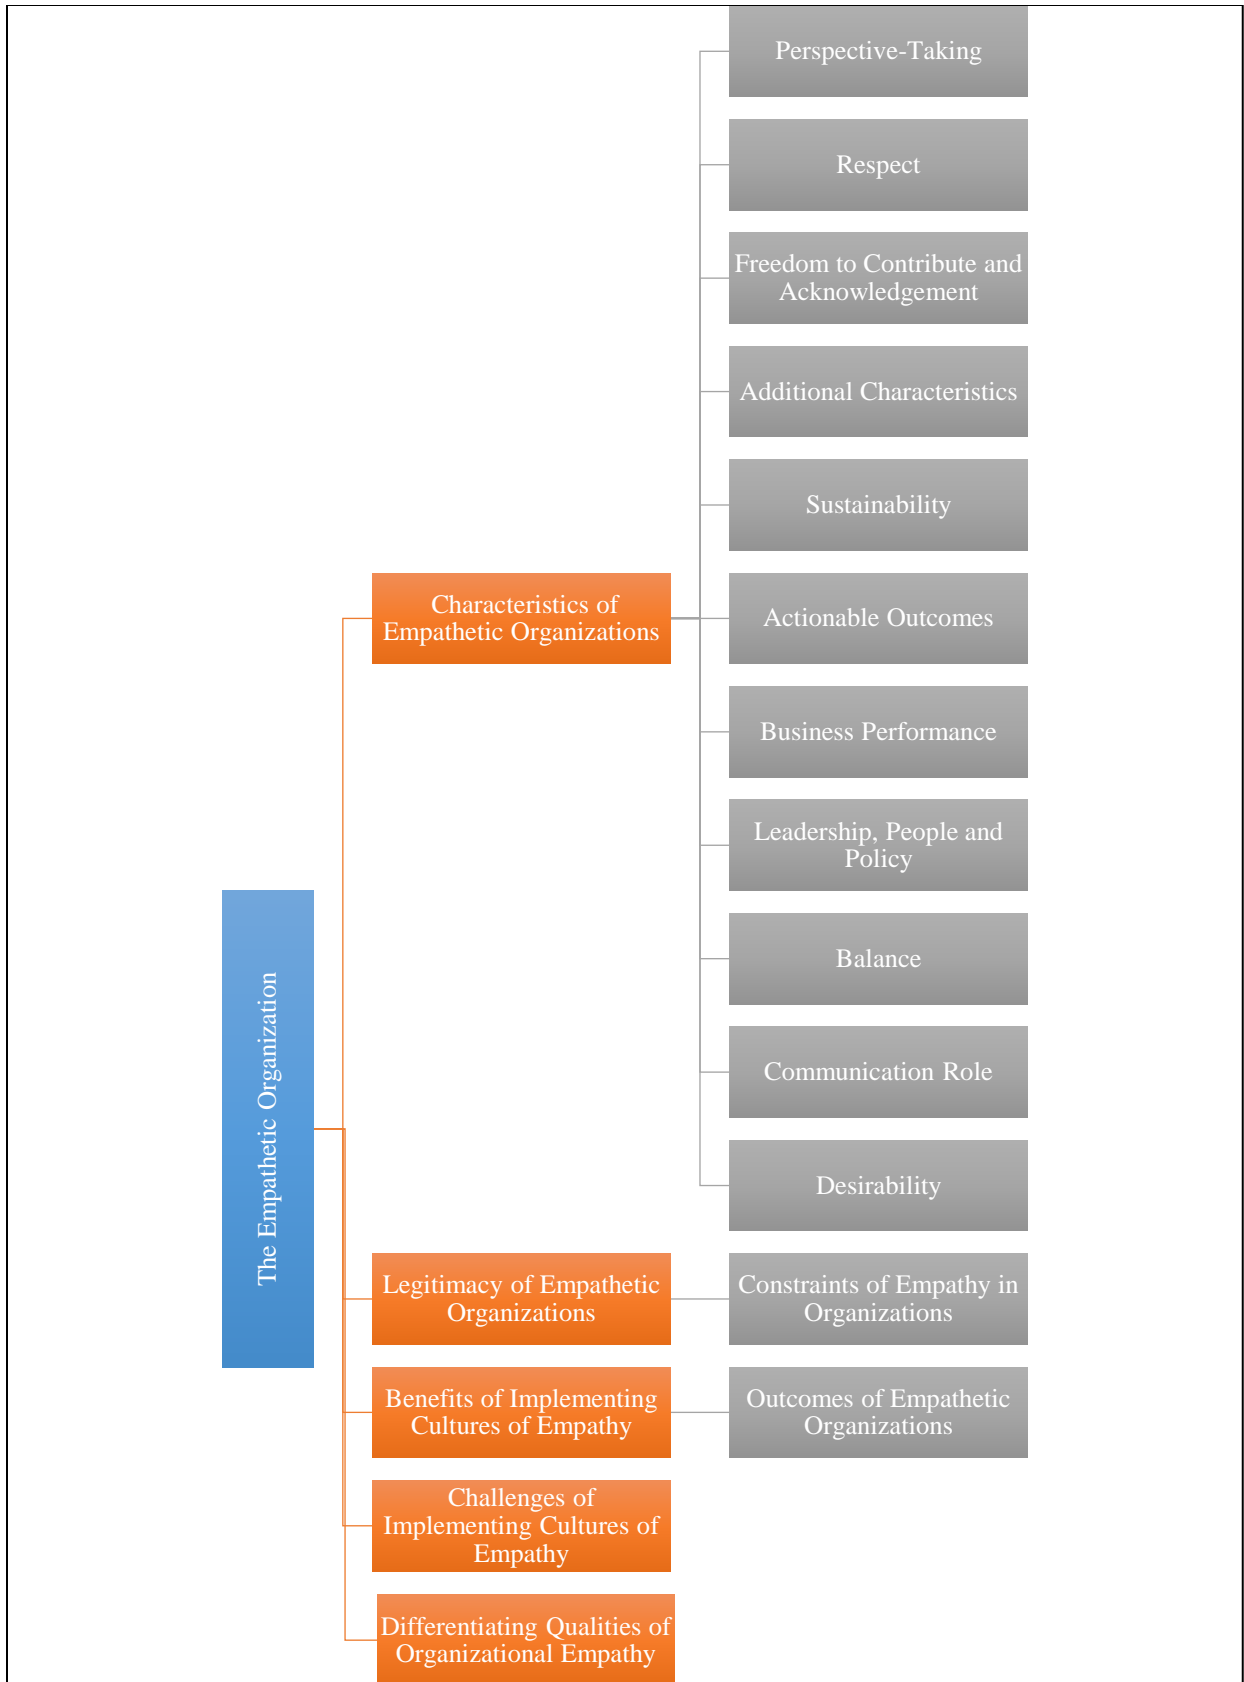 Perspective-Taking
Respect
Freedom to Contribute and
Acknowledgement
Additional Characteristics
Sustainability
Characteristics of
Empathetic Organizations
Actionable Outcomes
Business Performance
Leadership, People and
Policy
Balance
Communication Role
Desirability
The Empathetic Organization
Legitimacy of Empathetic
Organizations
Constraints of Empathy in
Organizations
Benefits of Implementing
Cultures of Empathy
Outcomes of Empathetic
Organizations
Challenges of
Implementing Cultures of
Empathy
Differentiating Qualities of
Organizational Empathy